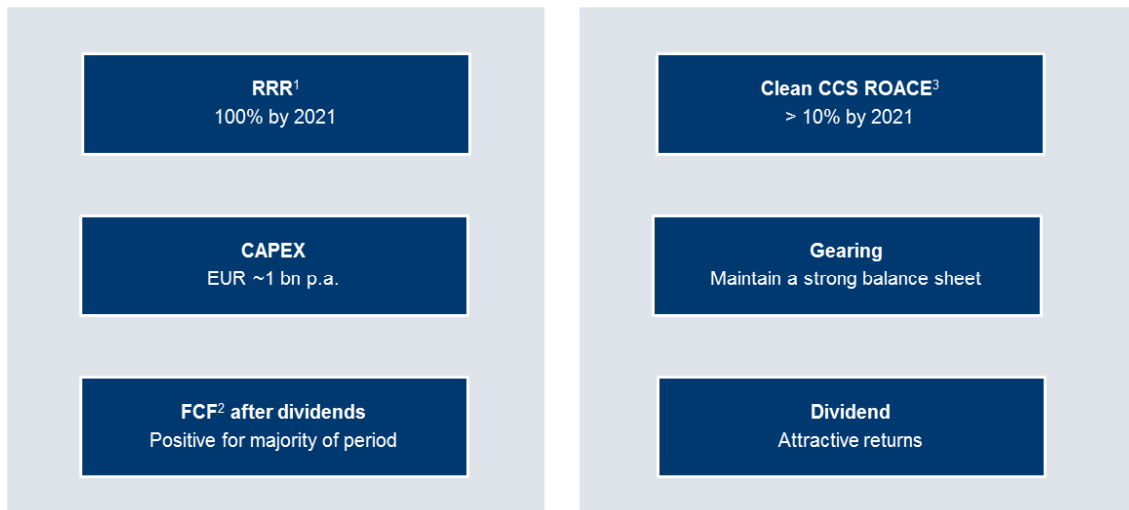 RRR¹
100% by 2021
CAPEX
EUR ~1 bn p.a.
FCF² after dividends
Positive for majority of period
Clean CCS ROACE³
> 10% by 2021
Gearing
Maintain a strong balance sheet
Dividend
Attractive returns